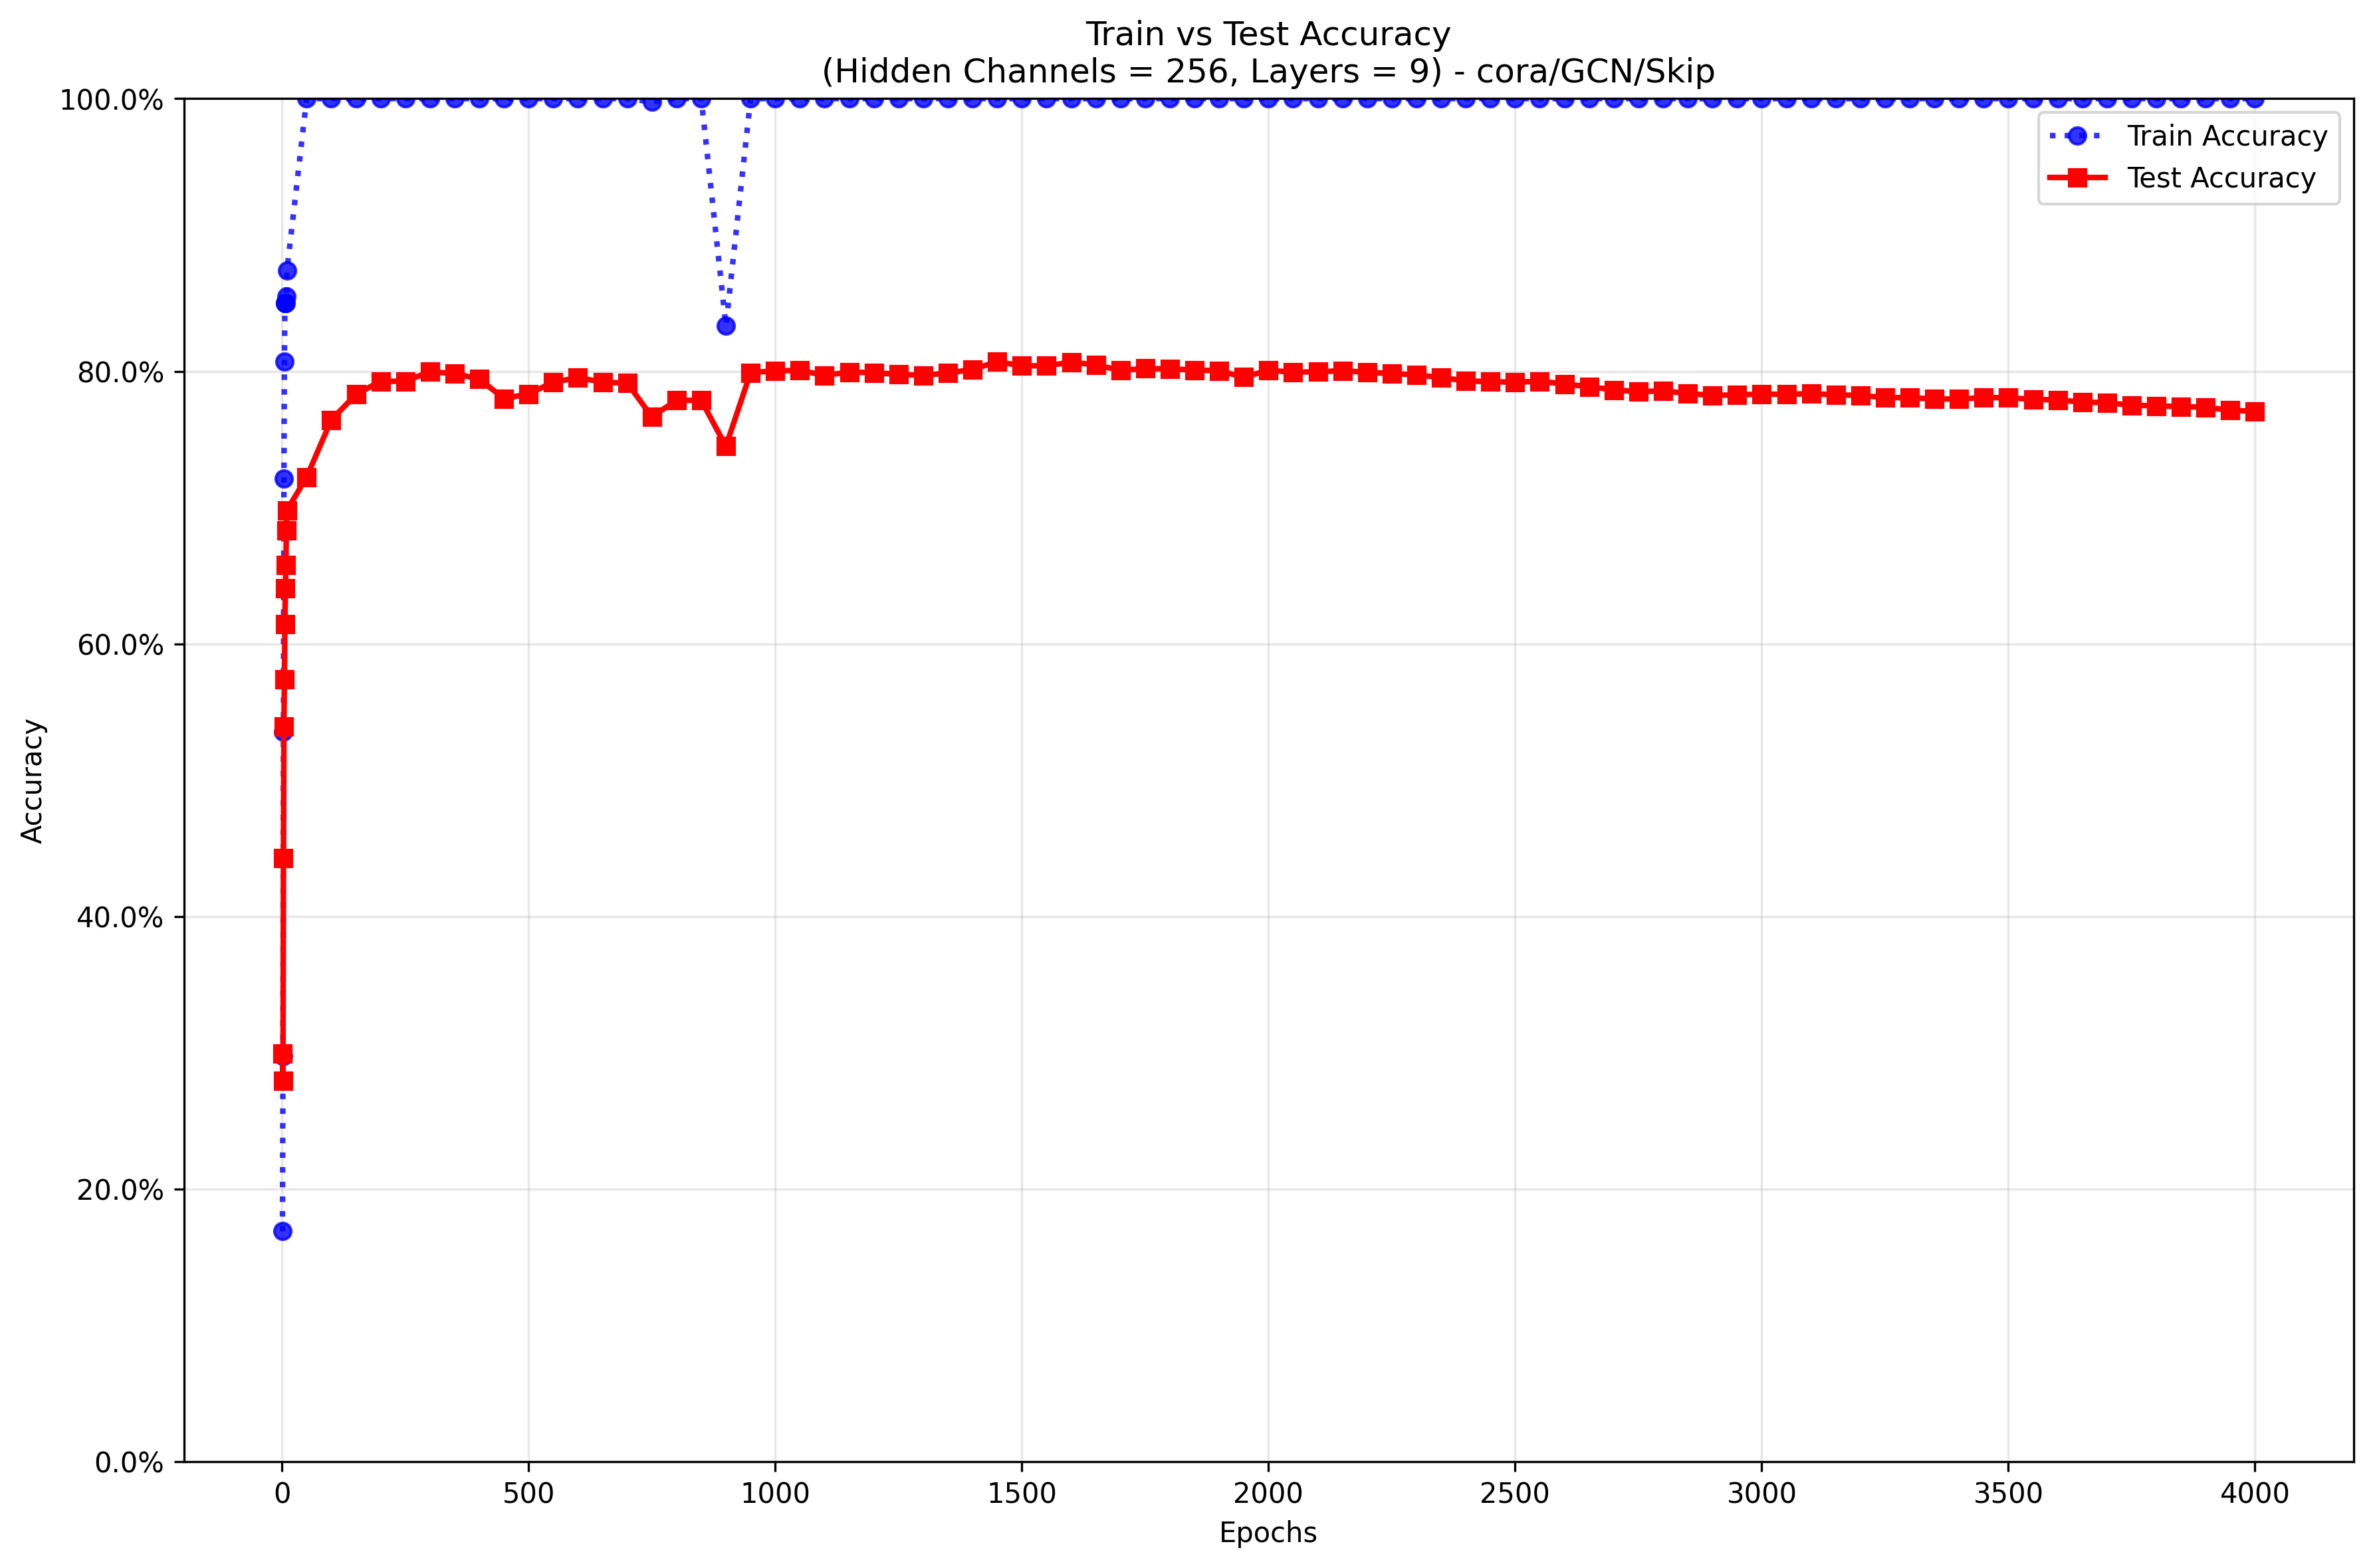 Train vs Test Accuracy
(Hidden Channels = 256, Layers = 9) - cora/GCN/Skip
100.0%
80.0%
60.0%
40.0%
20.0%
0.0%
Accuracy
Train Accuracy
Test Accuracy
0 500 1000 1500 2000 2500 3000 3500 4000
Epochs